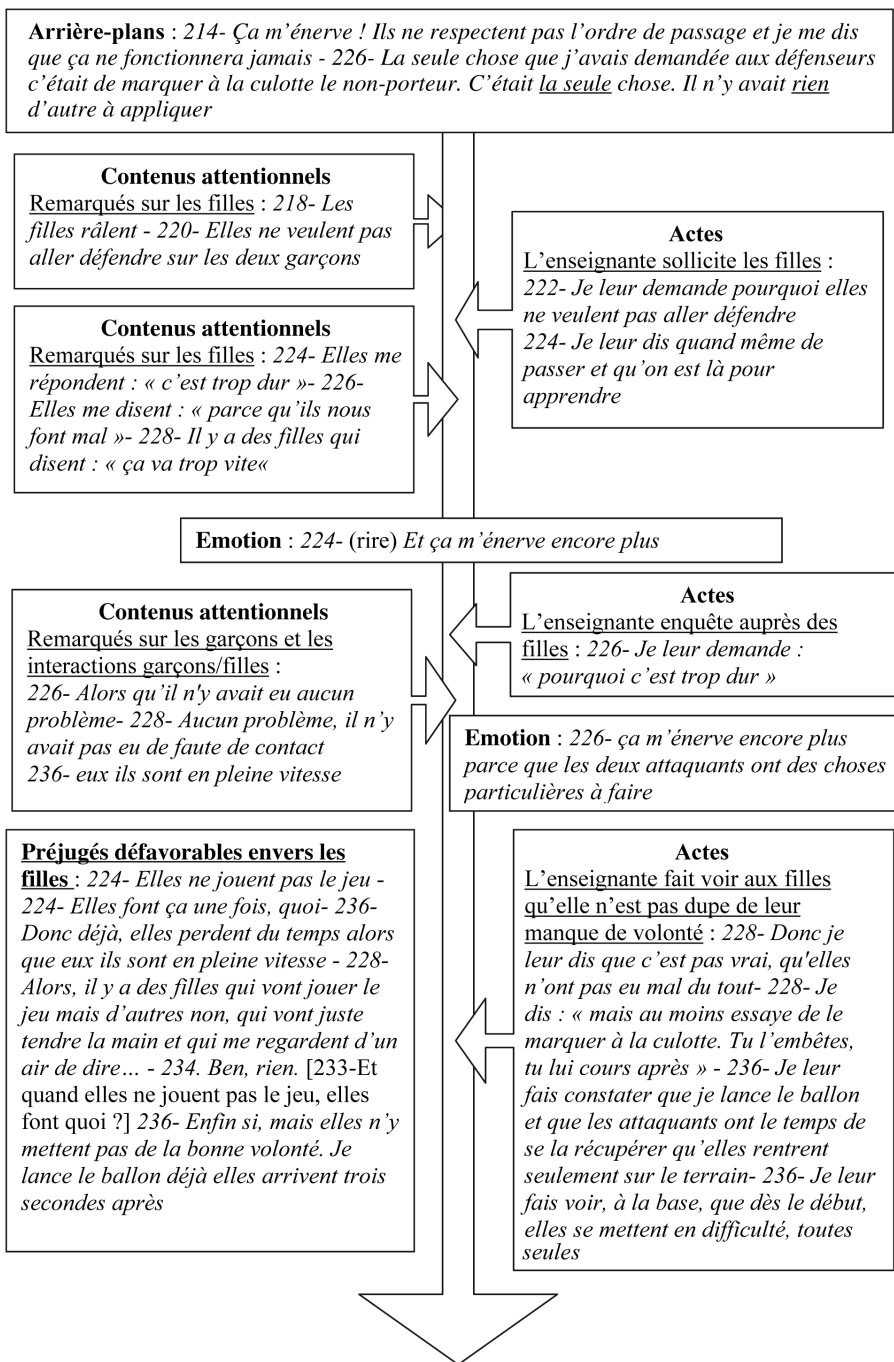 Arrière-plans : 214- Ça m’énerve ! Ils ne respectent pas l’ordre de passage et je me dis
que ça ne fonctionnera jamais - 226- La seule chose que j’avais demandée aux défenseurs
c’était de marquer à la culotte le non-porteur. C’était la seule chose. Il n’y avait rien
d’autre à appliquer
Contenus attentionnels
Remarqués sur les filles : 218- Les
filles râlent - 220- Elles ne veulent pas
aller défendre sur les deux garçons
Actes
L’enseignante sollicite les filles :
222- Je leur demande pourquoi elles
ne veulent pas aller défendre
224- Je leur dis quand même de
passer et qu’on est là pour
apprendre
Contenus attentionnels
Remarqués sur les filles : 224- Elles me
répondent : « c’est trop dur »- 226-
Elles me disent : « parce qu’ils nous
font mal »- 228- Il y a des filles qui
disent : « ça va trop vite«
Emotion : 224- (rire) Et ça m’énerve encore plus
Contenus attentionnels
Remarqués sur les garçons et les
interactions garçons/filles :
226- Alors qu’il n'y avait eu aucun
problème- 228- Aucun problème, il n’y
avait pas eu de faute de contact
236- eux ils sont en pleine vitesse
Actes
L’enseignante enquête auprès des
filles : 226- Je leur demande :
« pourquoi c’est trop dur »
Emotion : 226- ça m’énerve encore plus
parce que les deux attaquants ont des choses
particulières à faire
Préjugés défavorables envers les
filles : 224- Elles ne jouent pas le jeu -
224- Elles font ça une fois, quoi- 236-
Donc déjà, elles perdent du temps alors
que eux ils sont en pleine vitesse - 228-
Alors, il y a des filles qui vont jouer le
jeu mais d’autres non, qui vont juste
tendre la main et qui me regardent d’un
air de dire… - 234. Ben, rien. [233-Et
quand elles ne jouent pas le jeu, elles
font quoi ?] 236- Enfin si, mais elles n’y
mettent pas de la bonne volonté. Je
lance le ballon déjà elles arrivent trois
secondes après
Actes
L’enseignante fait voir aux filles
qu’elle n’est pas dupe de leur
manque de volonté : 228- Donc je
leur dis que c’est pas vrai, qu'elles
n’ont pas eu mal du tout- 228- Je
dis : « mais au moins essaye de le
marquer à la culotte. Tu l’embêtes,
tu lui cours après » - 236- Je leur
fais constater que je lance le ballon
et que les attaquants ont le temps de
se la récupérer qu’elles rentrent
seulement sur le terrain- 236- Je leur
fais voir, à la base, que dès le début,
elles se mettent en difficulté, toutes
seules